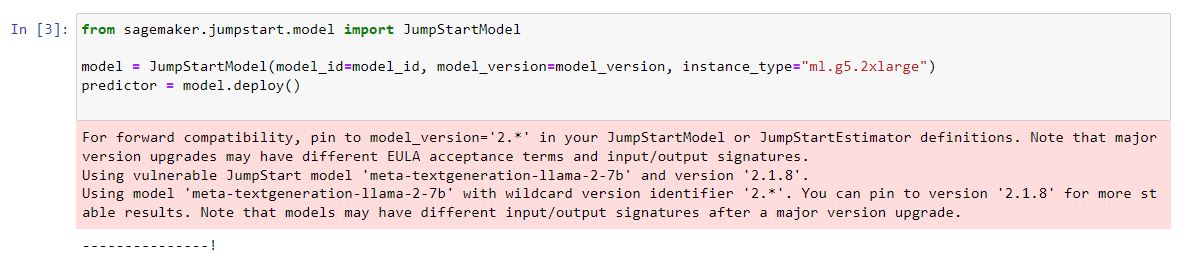 In [3]: from sagemaker.jumpstart.model import JumpStartModel
model = JumpStartModel(model_id=model_id, model_version=model_version, instance_type="ml.g5.2xlarge")
predictor = model.deploy()
For forward compatibility, pin to model_version='2.*' in your JumpStartModel or JumpStartEstimator definitions. Note that major
version upgrades may have different EULA acceptance terms and input/output signatures.
Using vulnerable JumpStart model 'meta-textgeneration-llama-2-7b' and version '2.1.8'.
Using model 'meta-textgeneration-llama-2-7b' with wildcard version identifier '2.*'. You can pin to version '2.1.8' for more st
able results. Note that models may have different input/output signatures after a major version upgrade.
---------------!